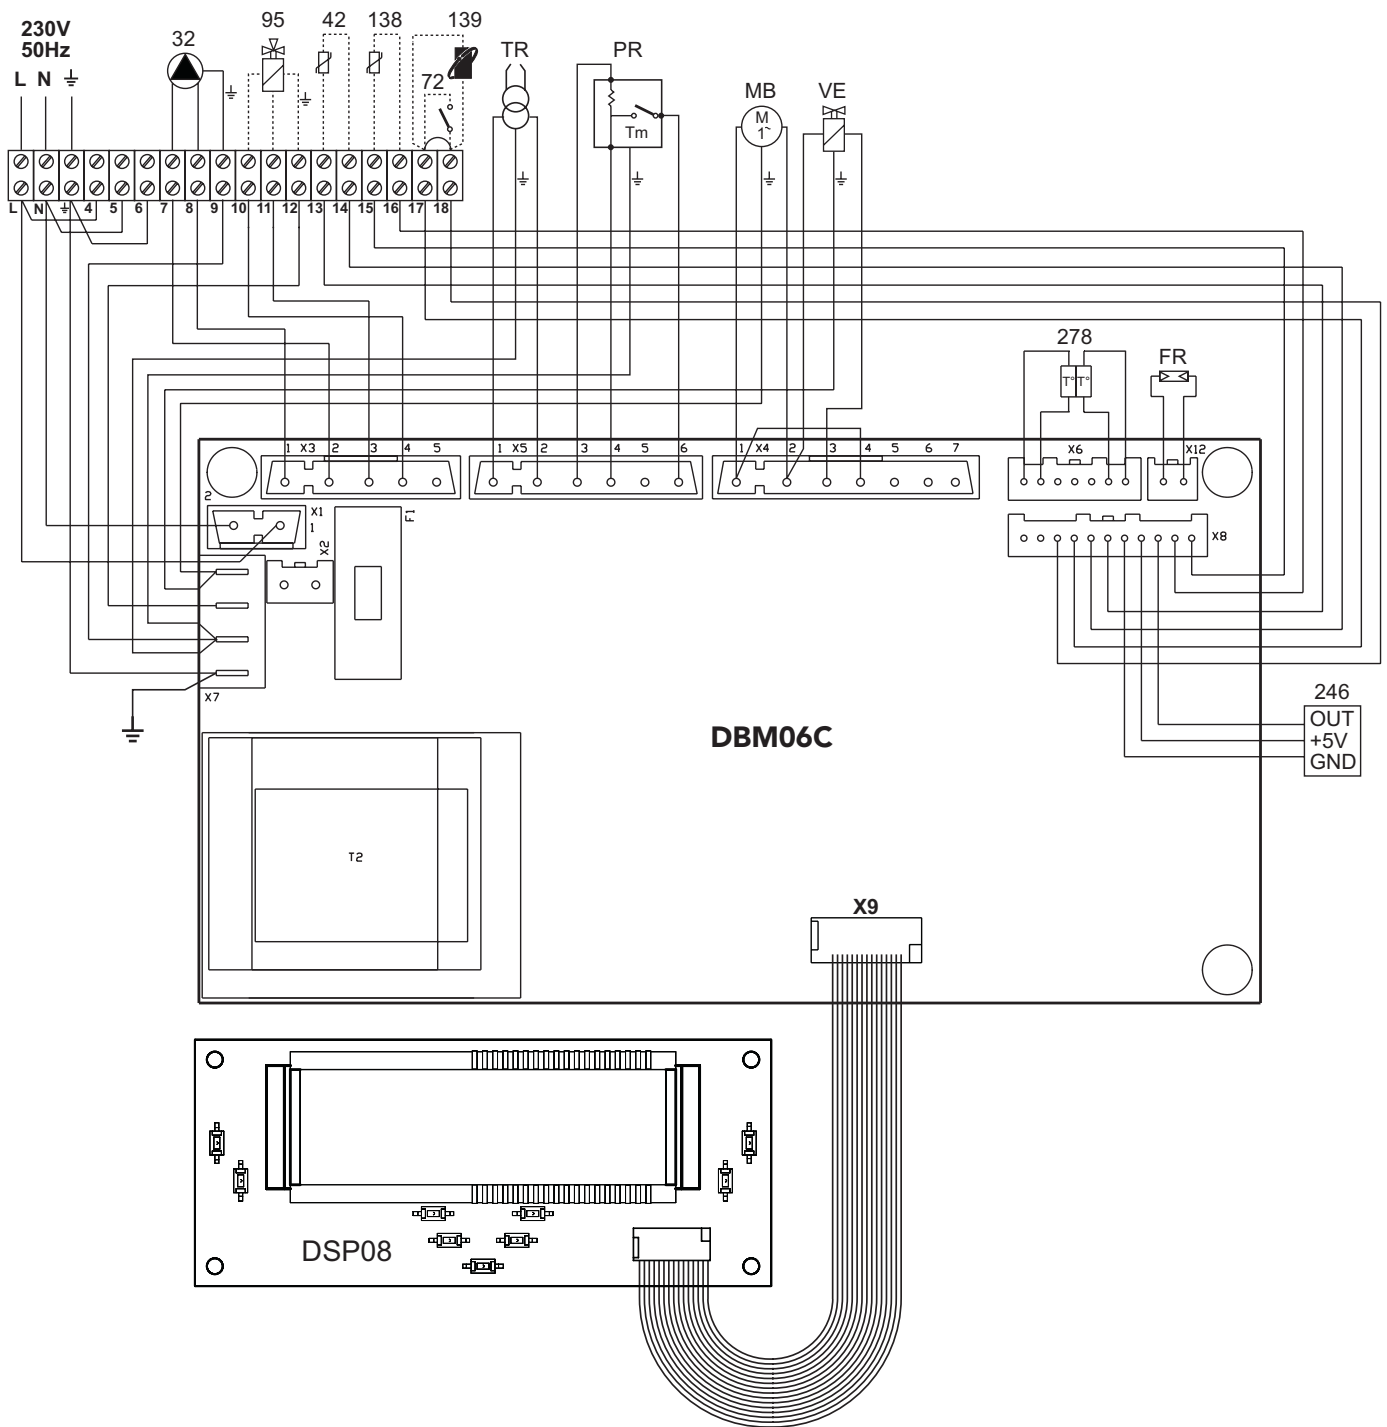 230V
50Hz
L N
32
95
42
138
139
72
TR
PR
Tm
MB
M
1~
VE
L N 4 5 6 7 8 9 10 11 12 13 14 15 16 17 18
278
T° T°
FR
1 X3 2 3 4 5
1 X5 2 3 4 5 6
1 X4 2 3 4 5 6 7
X6
X12
2
X1
1
X2
F1
X8
X7
246
OUT
+5V
GND
DBM06C
T2
X9
DSP08